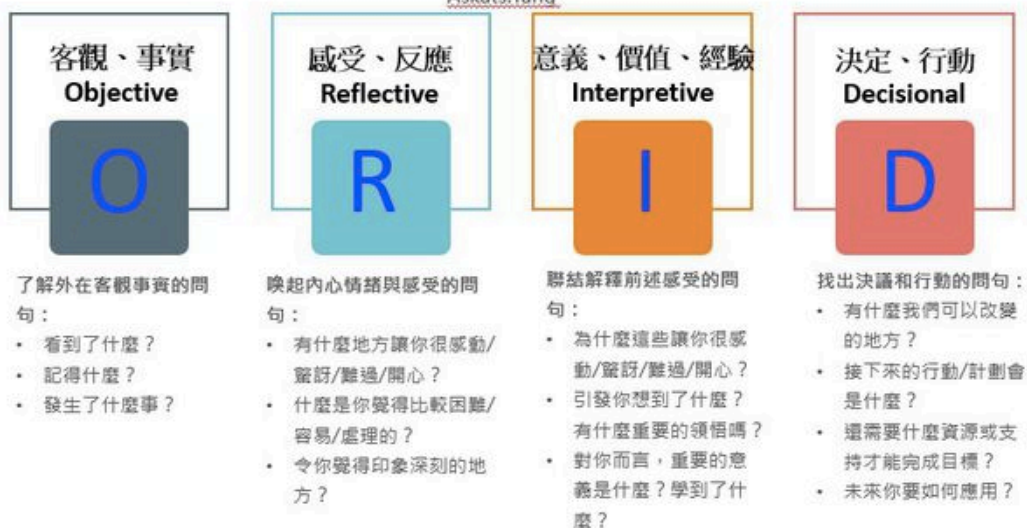 客觀、事實
Objective
O
了解外在客觀事實的問
句：
• 看到了什麼？
• 記得什麼？
• 發生了什麼事？
感受、反應
Reflective
R
喚起內心情緒與感受的問
句：
• 有什麼地方讓你很感動/
驚訝/難過/開心？
• 什麼是你覺得比較困難/
容易/處理的？
• 令你覺得印象深刻的地
方？
意義、價值、經驗
Interpretive
I
聯結解釋前述感受的問
句：
• 為什麼這些讓你很感
動/驚訝/難過/開心？
• 引發你想到了什麼？
有什麼重要的領悟嗎？
• 對你而言，重要的意
義是什麼？學到了什
麼？
決定、行動
Decisional
D
找出決議和行動的問句：
• 有什麼我們可以改變
的地方？
• 接下來的行動/計劃會
是什麼？
• 還需要什麼資源或支
持才能完成目標？
• 未來你要如何應用？